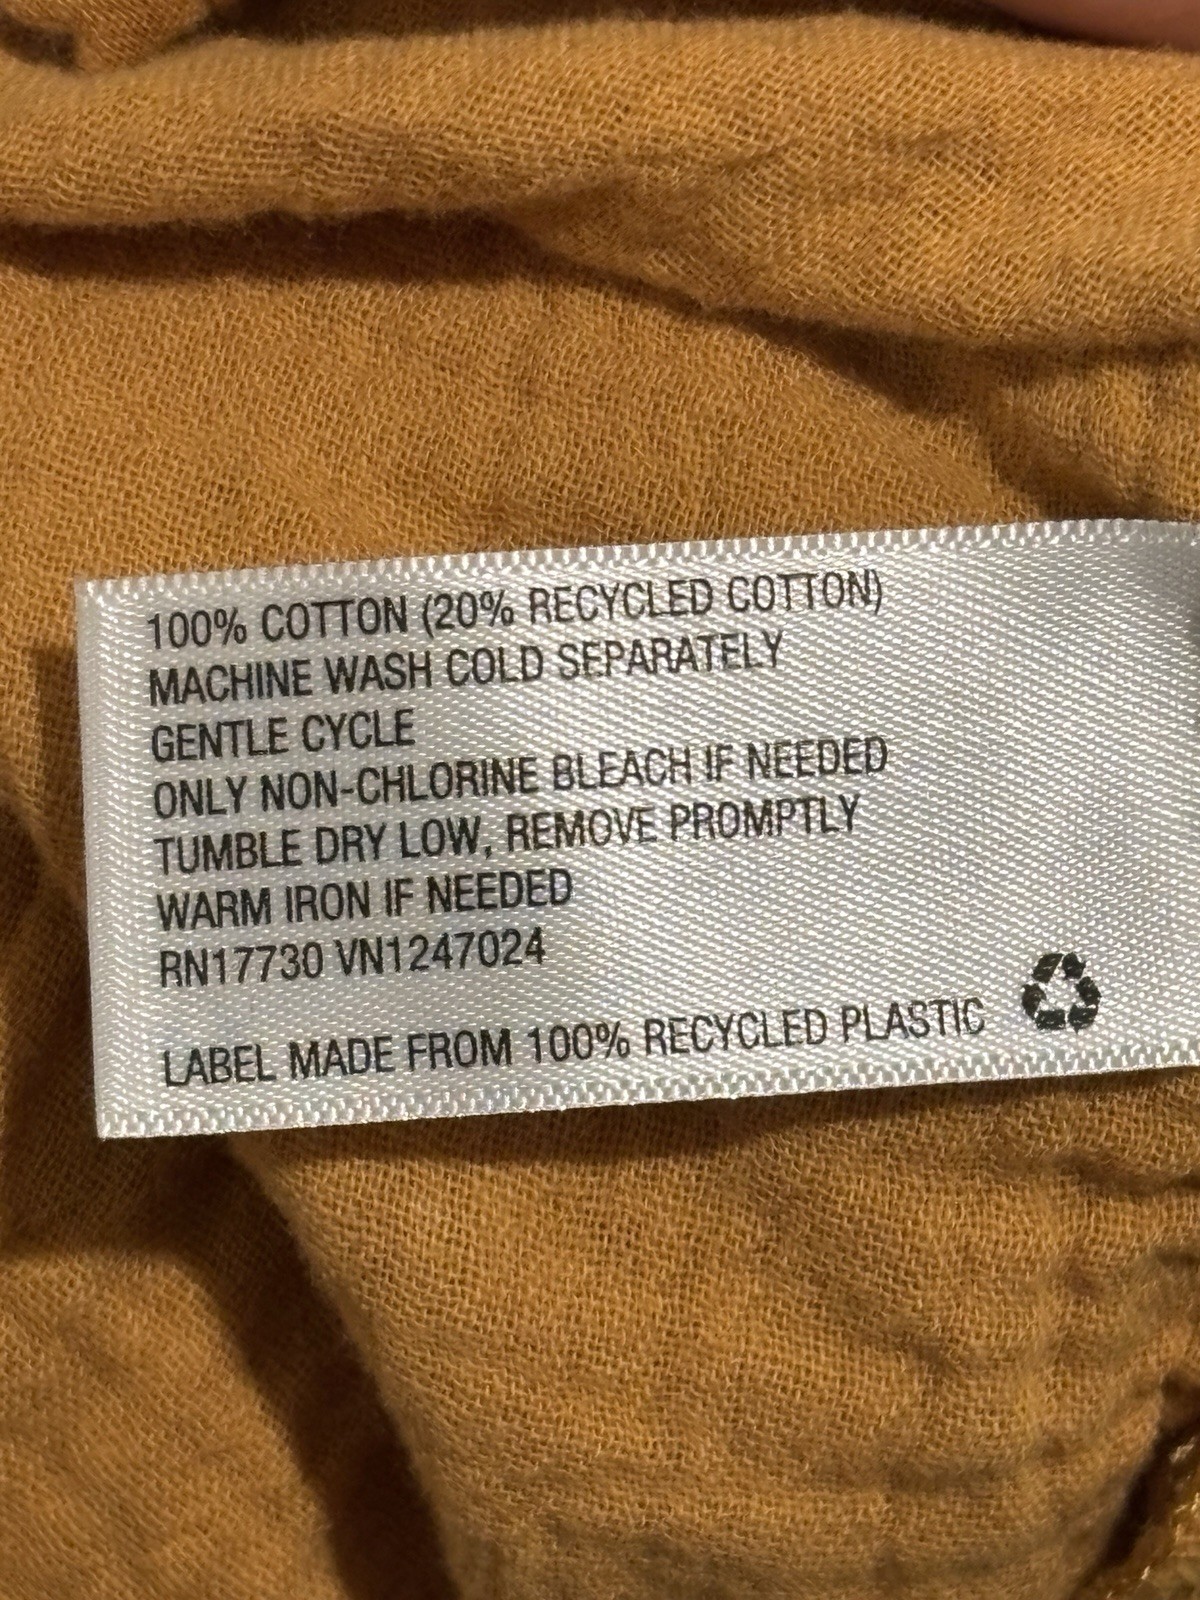 100% COTTON (20% RECYCLED COTTON)
MACHINE WASH COLD SEPARATELY
GENTLE CYCLE
ONLY NON-CHLORINE BLEACH IF NEEDED
TUMBLE DRY LOW, REMOVE PROMPTLY
WARM IRON IF NEEDED
RN17730 VN1247024
LABEL MADE FROM 100% RECYCLED PLASTIC